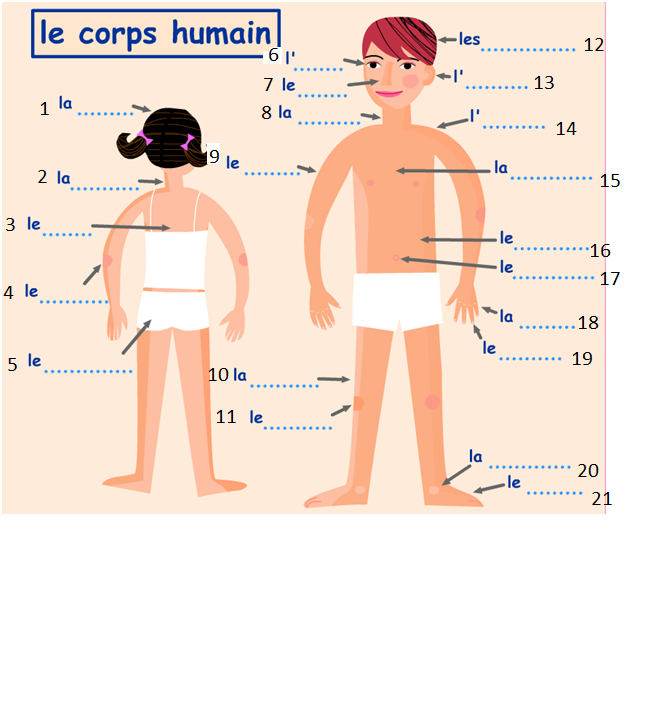 le corps humain
les .................. 12
6 l' ..........
7 le ..........
l' ............. 13
1 la ..........
8 la .............
l' ............. 14
9 le ...........
la ................. 15
2 la .............
3 le .........
le ................. 16
le ................. 17
4 le .............
la ............ 18
le .............. 19
5 le .................
10 la .............
11 le .............
la ................. 20
le ........... 21